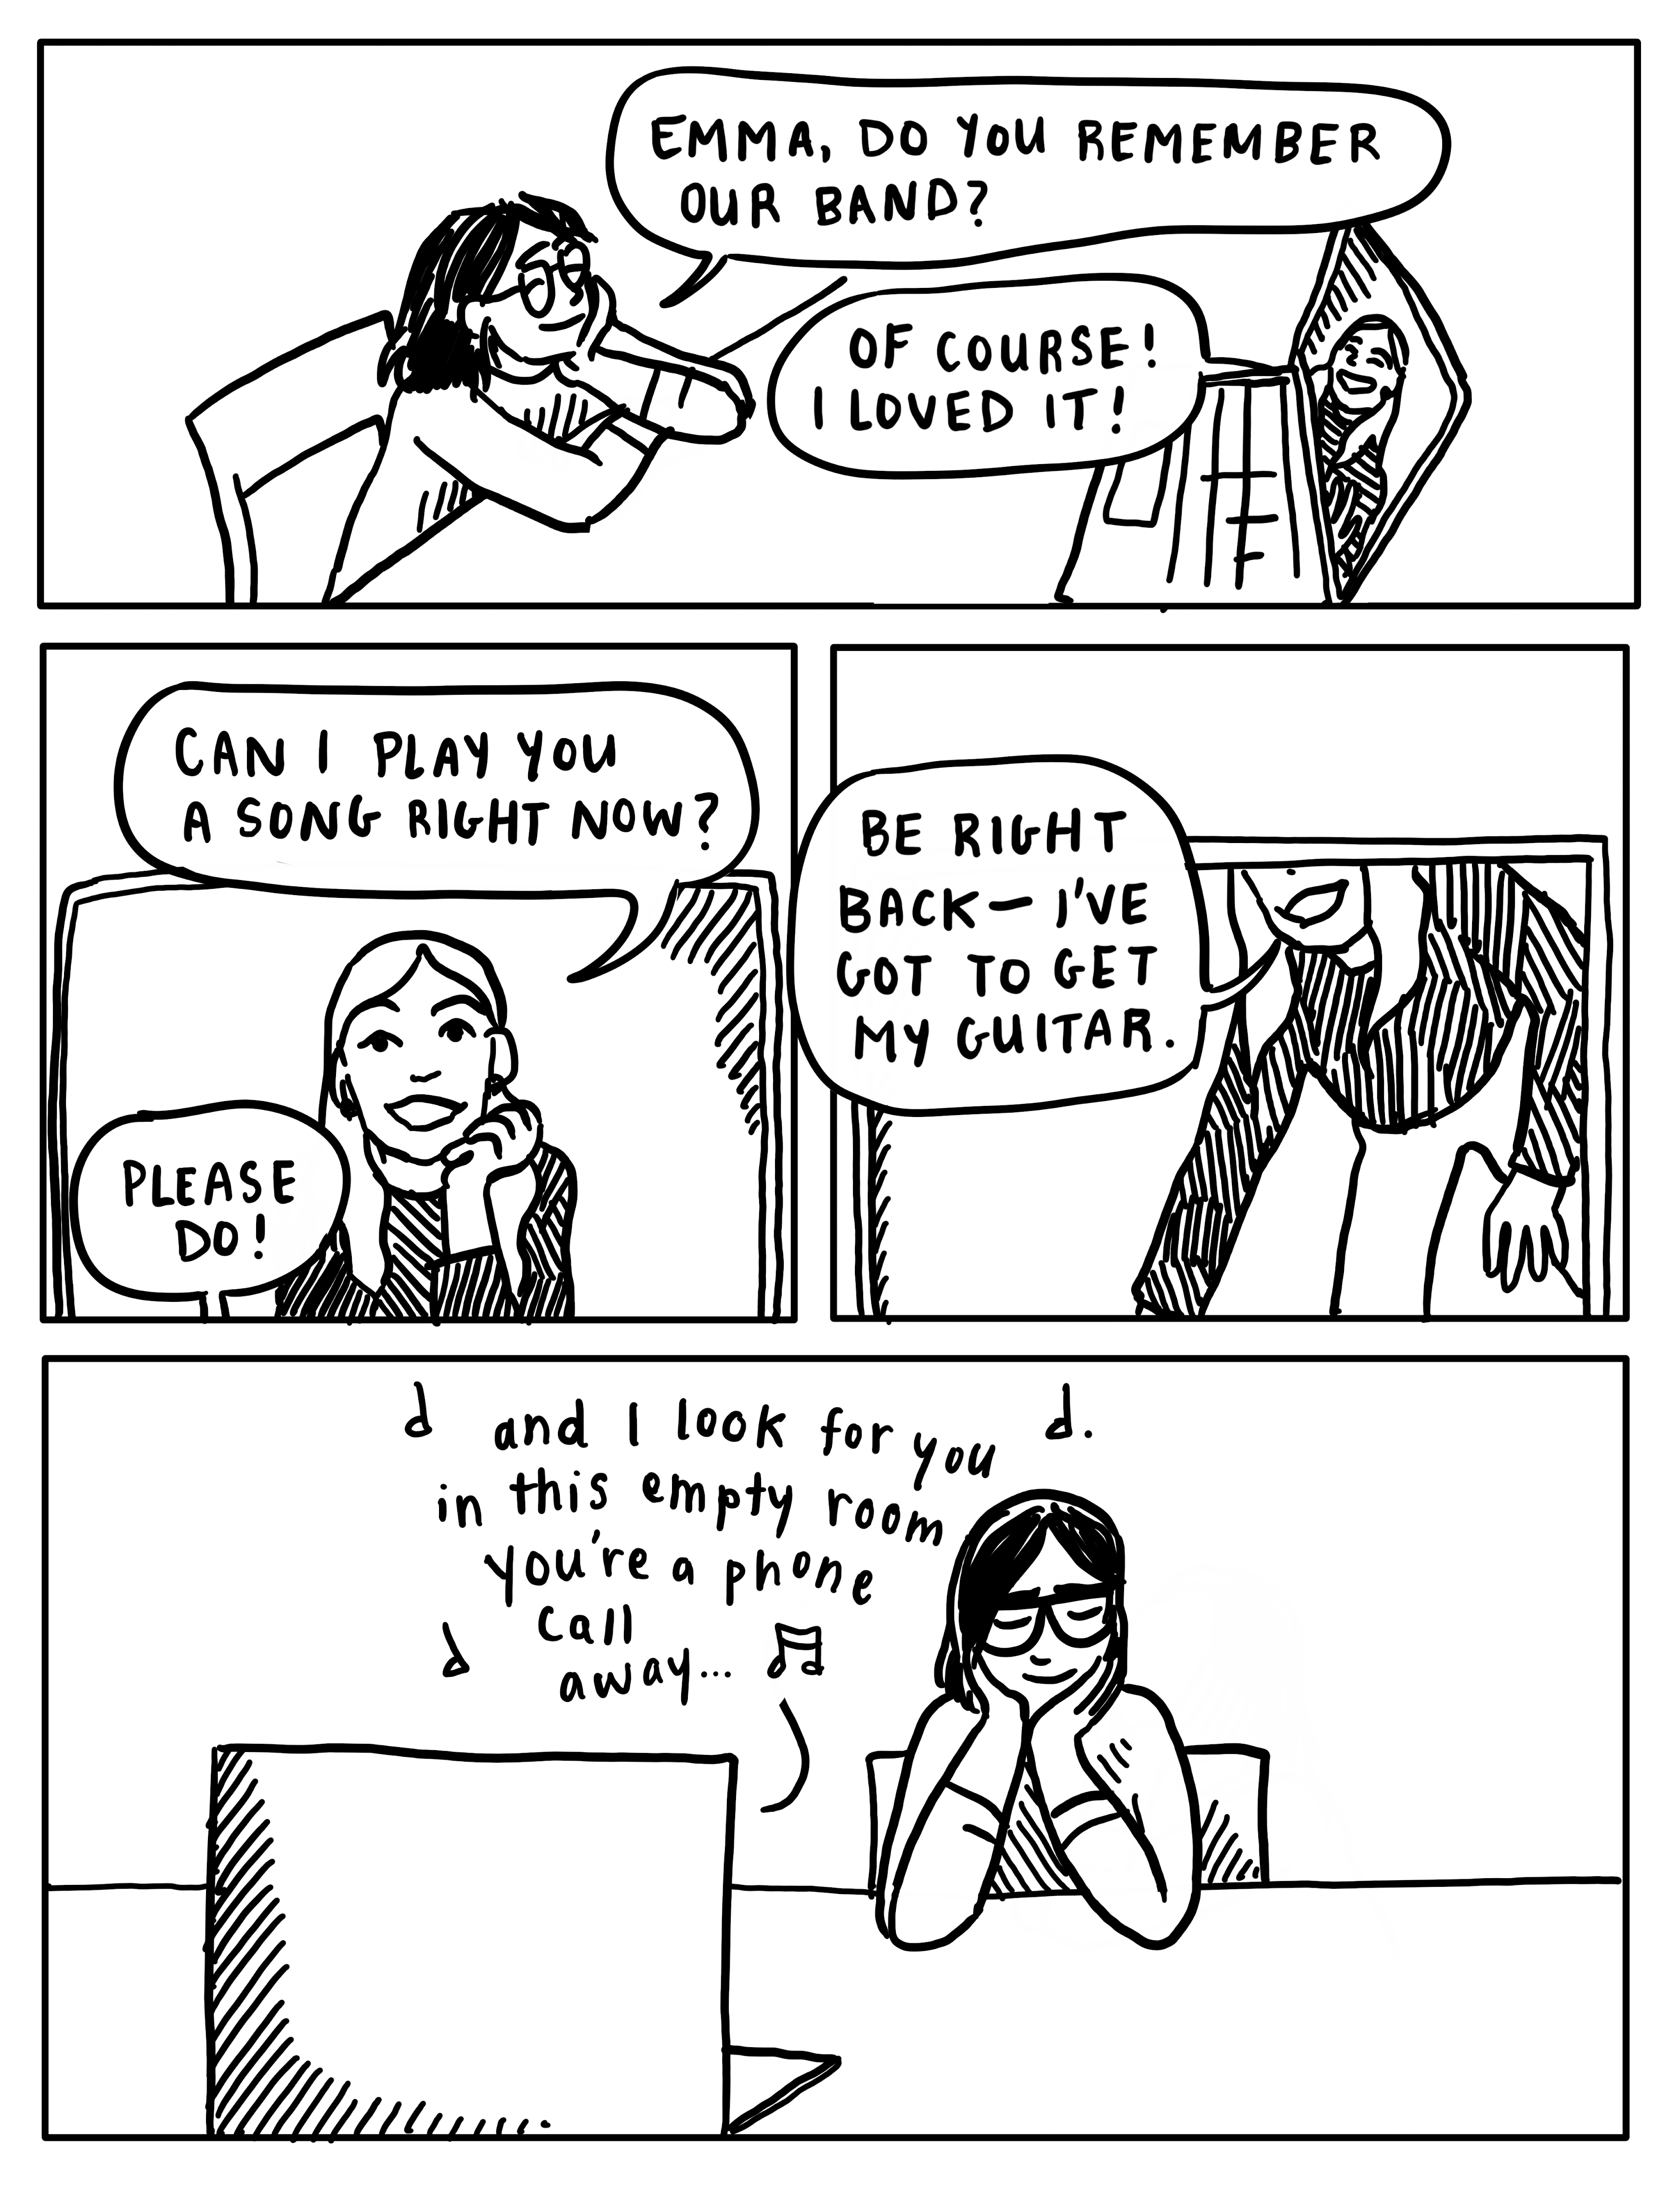 EMMA, DO YOU REMEMBER
OUR BAND?
OF COURSE!
I LOVED IT!
CAN I PLAY YOU
A SONG RIGHT NOW?
PLEASE
DO!
BE RIGHT
BACK— I'VE
GOT TO GET
MY GUITAR.
and I look for you
in this empty room
you're a phone
call
away...